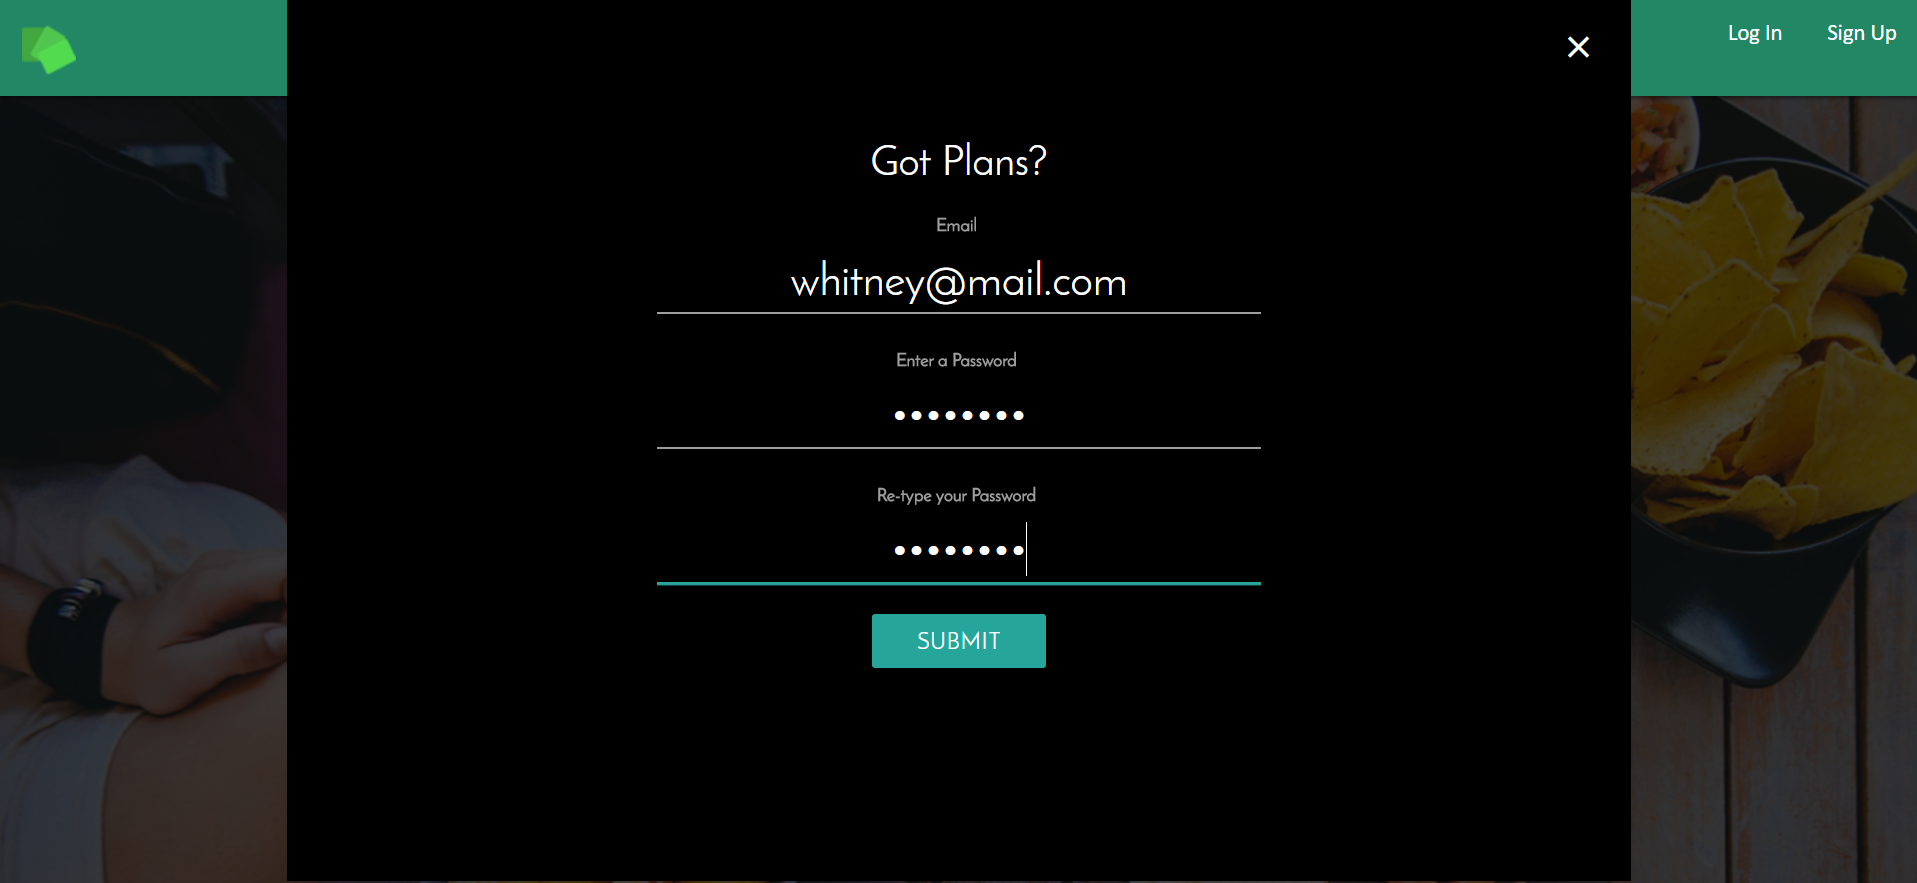 Log In Sign Up
Got Plans?
Email
whitney@mail.com
Enter a Password
••••••••
Re-type your Password
••••••••
SUBMIT